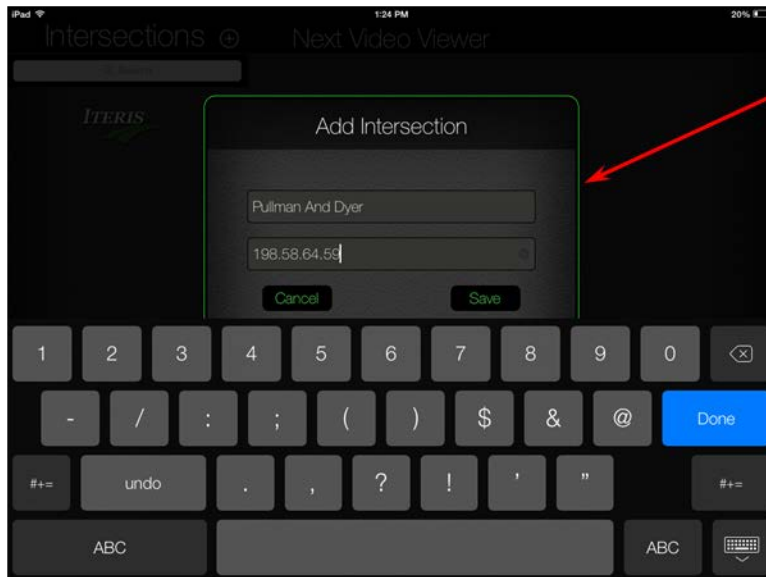 iPad 1:24 PM 20%
Intersections Next Video Viewer
Search
ITERIS
Add Intersection
Pullman And Dyer
198.58.64.59
Cancel Save
1 2 3 4 5 6 7 8 9 0
- / : ; ( ) $ & @ Done
#+= undo . , ? ! ' " #+=
ABC ABC